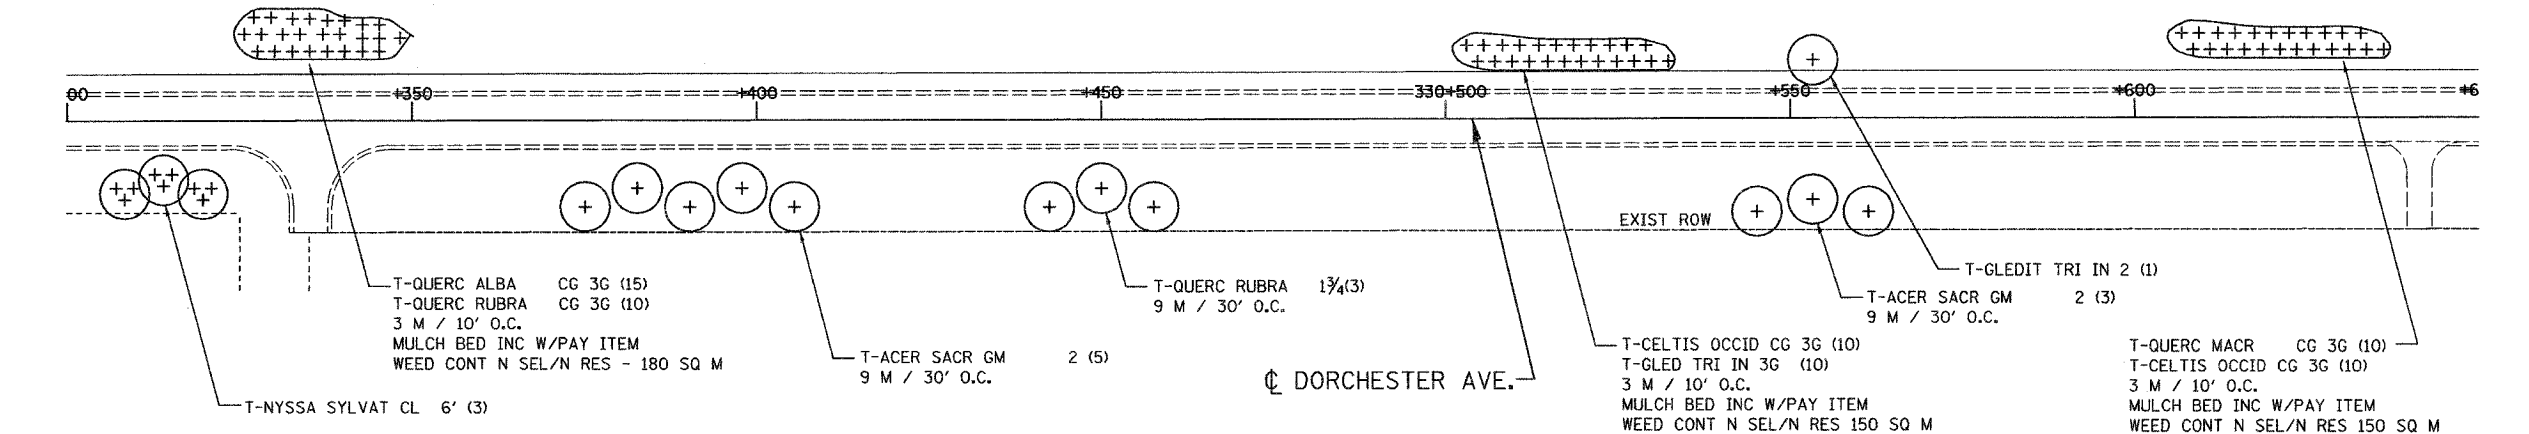 00
+350
+400
+450
330+500
+550
+600
+6
EXIST ROW
T-QUERC ALBA CG 3G (15)
T-QUERC RUBRA CG 3G (10)
3 M / 10' O.C.
MULCH BED INC W/PAY ITEM
WEED CONT N SEL/N RES - 180 SQ M
T-NYSSA SYLVAT CL 6' (3)
T-ACER SACR GM 2 (5)
9 M / 30' O.C.
T-QUERC RUBRA 1¾(3)
9 M / 30' O.C.
℄ DORCHESTER AVE.
T-GLEDIT TRI IN 2 (1)
T-ACER SACR GM 2 (3)
9 M / 30' O.C.
T-CELTIS OCCID CG 3G (10)
T-GLED TRI IN 3G (10)
3 M / 10' O.C.
MULCH BED INC W/PAY ITEM
WEED CONT N SEL/N RES 150 SQ M
T-QUERC MACR CG 3G (10)
T-CELTIS OCCID CG 3G (10)
3 M / 10' O.C.
MULCH BED INC W/PAY ITEM
WEED CONT N SEL/N RES 150 SQ M